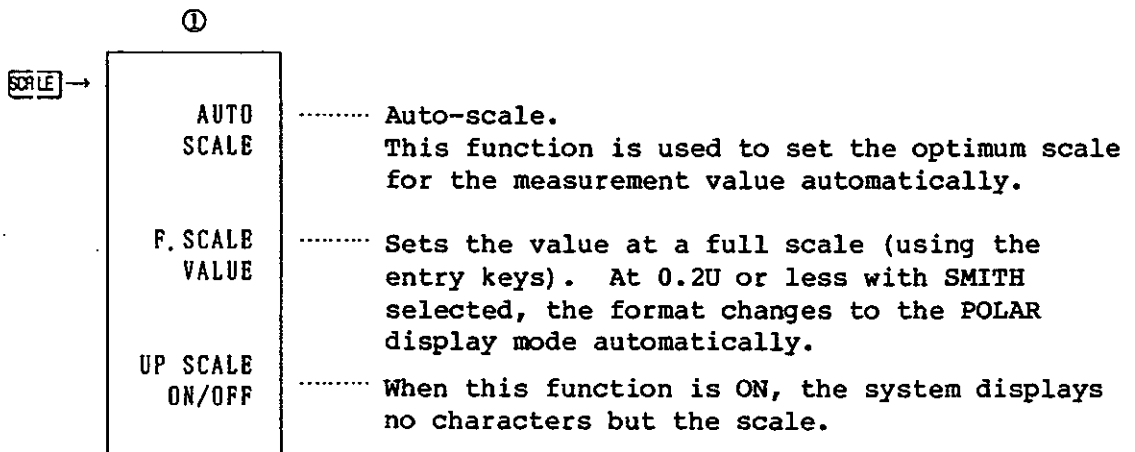 ①
SCALE →
AUTO ········· Auto-scale.
SCALE This function is used to set the optimum scale
for the measurement value automatically.
F.SCALE ········· Sets the value at a full scale (using the
VALUE entry keys). At 0.2U or less with SMITH
selected, the format changes to the POLAR
display mode automatically.
UP SCALE
ON/OFF ········· When this function is ON, the system displays
no characters but the scale.